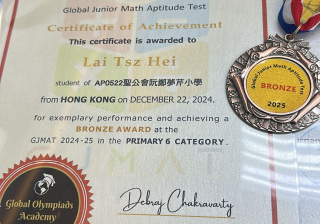 Global Junior Math Aptitude Test
Certificate of Achievement
This certificate is awarded to
Lai Tsz Hei
student of AP0522聖公會阮鄭夢芹小學
from HONG KONG on DECEMBER 22, 2024.
for exemplary performance and achieving a
BRONZE AWARD at the
GJMAT 2024-25 in the PRIMARY 6 CATEGORY.
Global Olympiads
Academy
Debraj Chakravarty
Global Junior Math Aptitude Test
BRONZE
2025